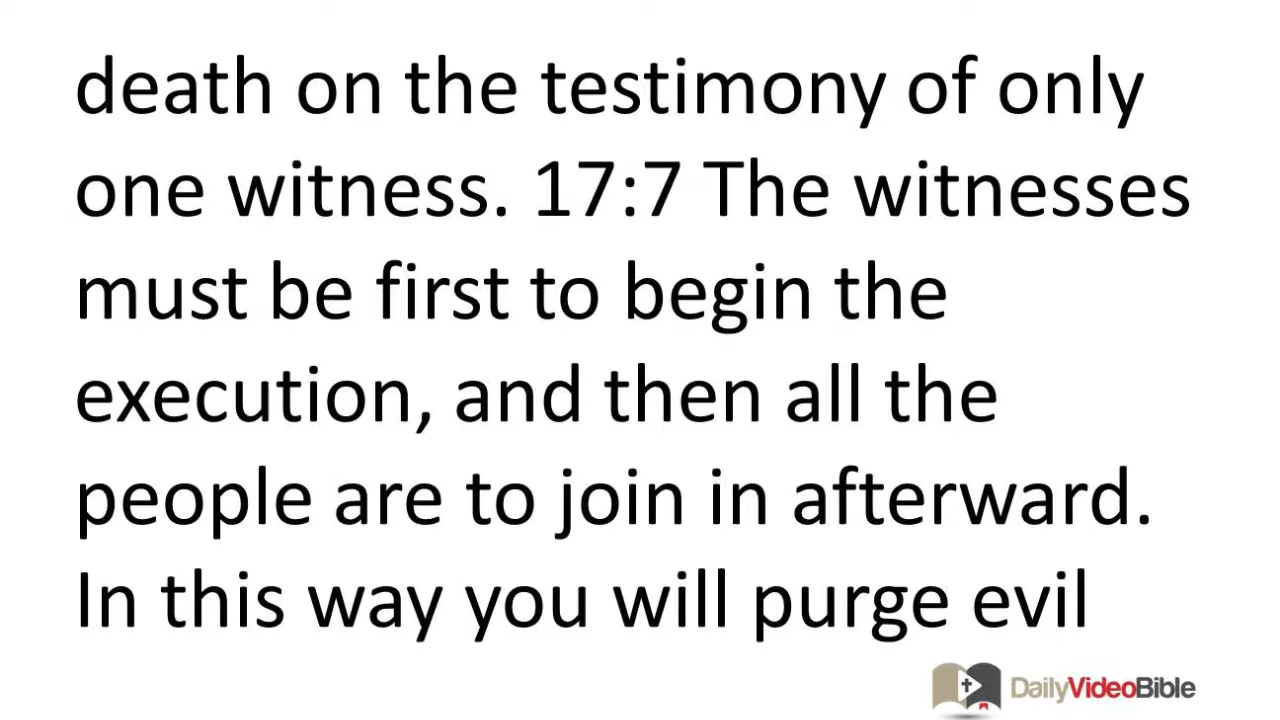 death on the testimony of only
one witness. 17:7 The witnesses
must be first to begin the
execution, and then all the
people are to join in afterward.
In this way you will purge evil
DailyVideoBible